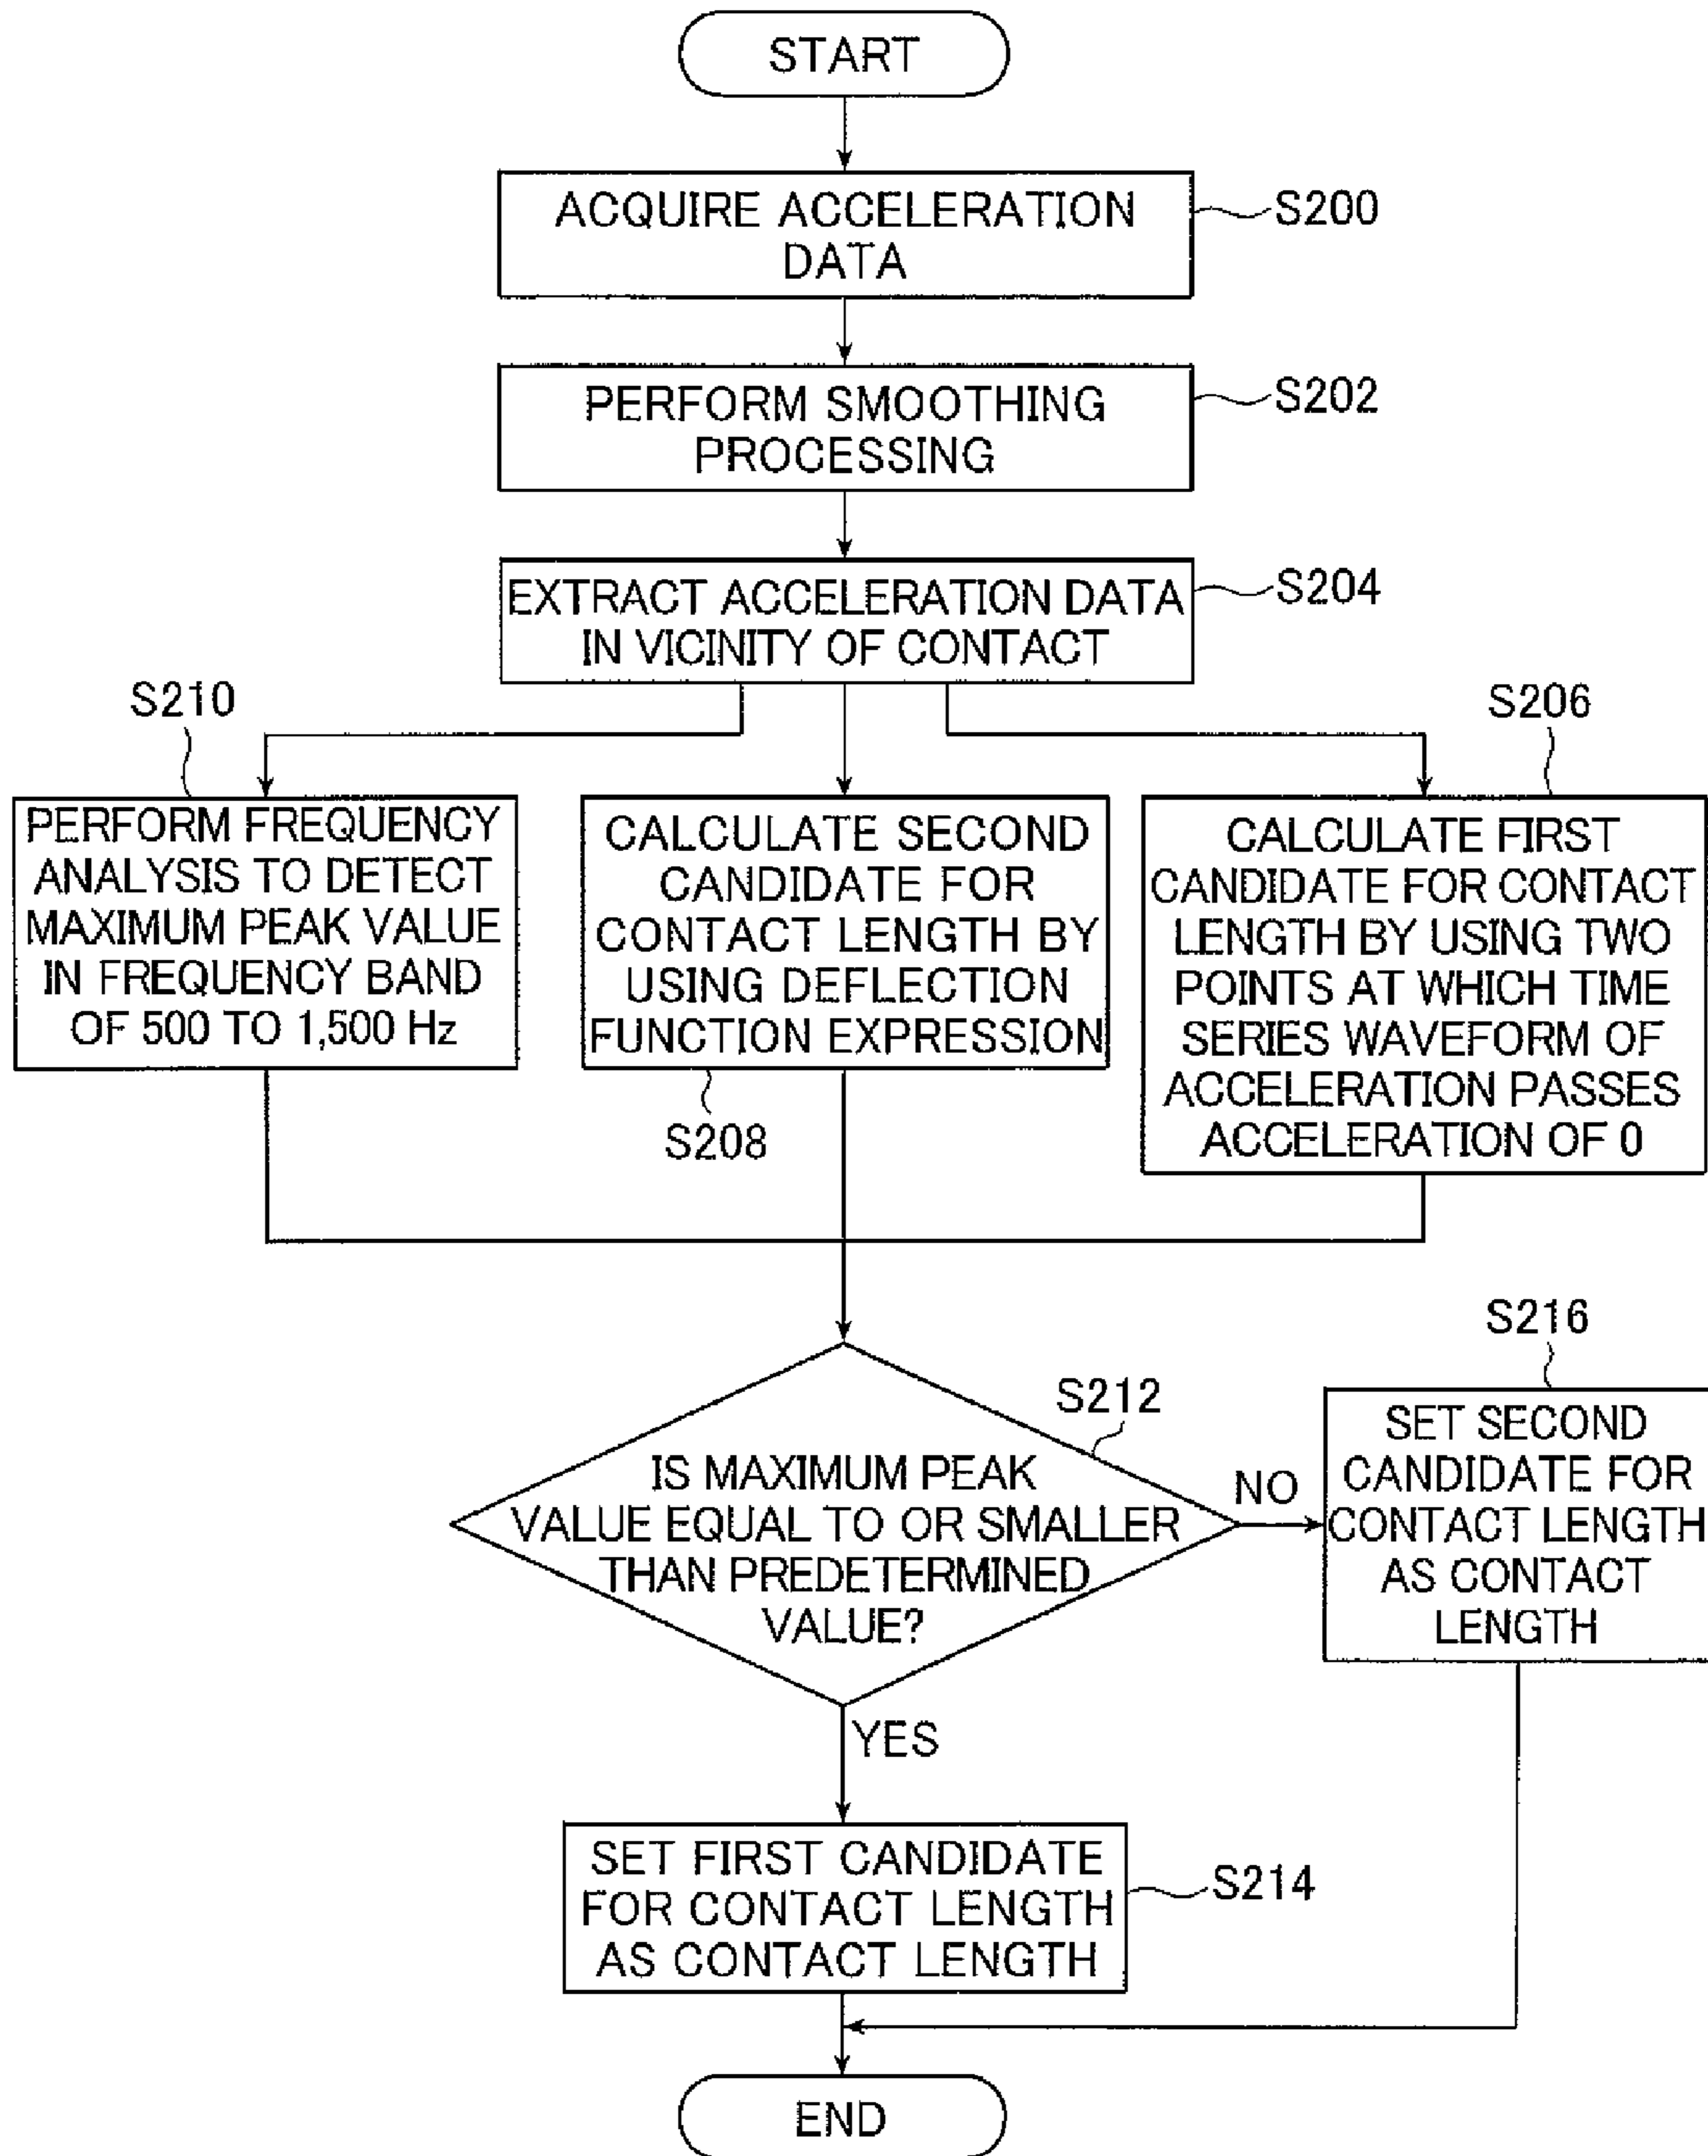 START
ACQUIRE ACCELERATION
DATA
S200
PERFORM SMOOTHING
PROCESSING
S202
EXTRACT ACCELERATION DATA
IN VICINITY OF CONTACT
S204
S210
PERFORM FREQUENCY
ANALYSIS TO DETECT
MAXIMUM PEAK VALUE
IN FREQUENCY BAND
OF 500 TO 1,500 Hz
CALCULATE SECOND
CANDIDATE FOR
CONTACT LENGTH BY
USING DEFLECTION
FUNCTION EXPRESSION
S208
S206
CALCULATE FIRST
CANDIDATE FOR CONTACT
LENGTH BY USING TWO
POINTS AT WHICH TIME
SERIES WAVEFORM OF
ACCELERATION PASSES
ACCELERATION OF 0
S212
IS MAXIMUM PEAK
VALUE EQUAL TO OR SMALLER
THAN PREDETERMINED
VALUE?
NO
S216
SET SECOND
CANDIDATE FOR
CONTACT LENGTH
AS CONTACT
LENGTH
YES
SET FIRST CANDIDATE
FOR CONTACT LENGTH
AS CONTACT LENGTH
S214
END